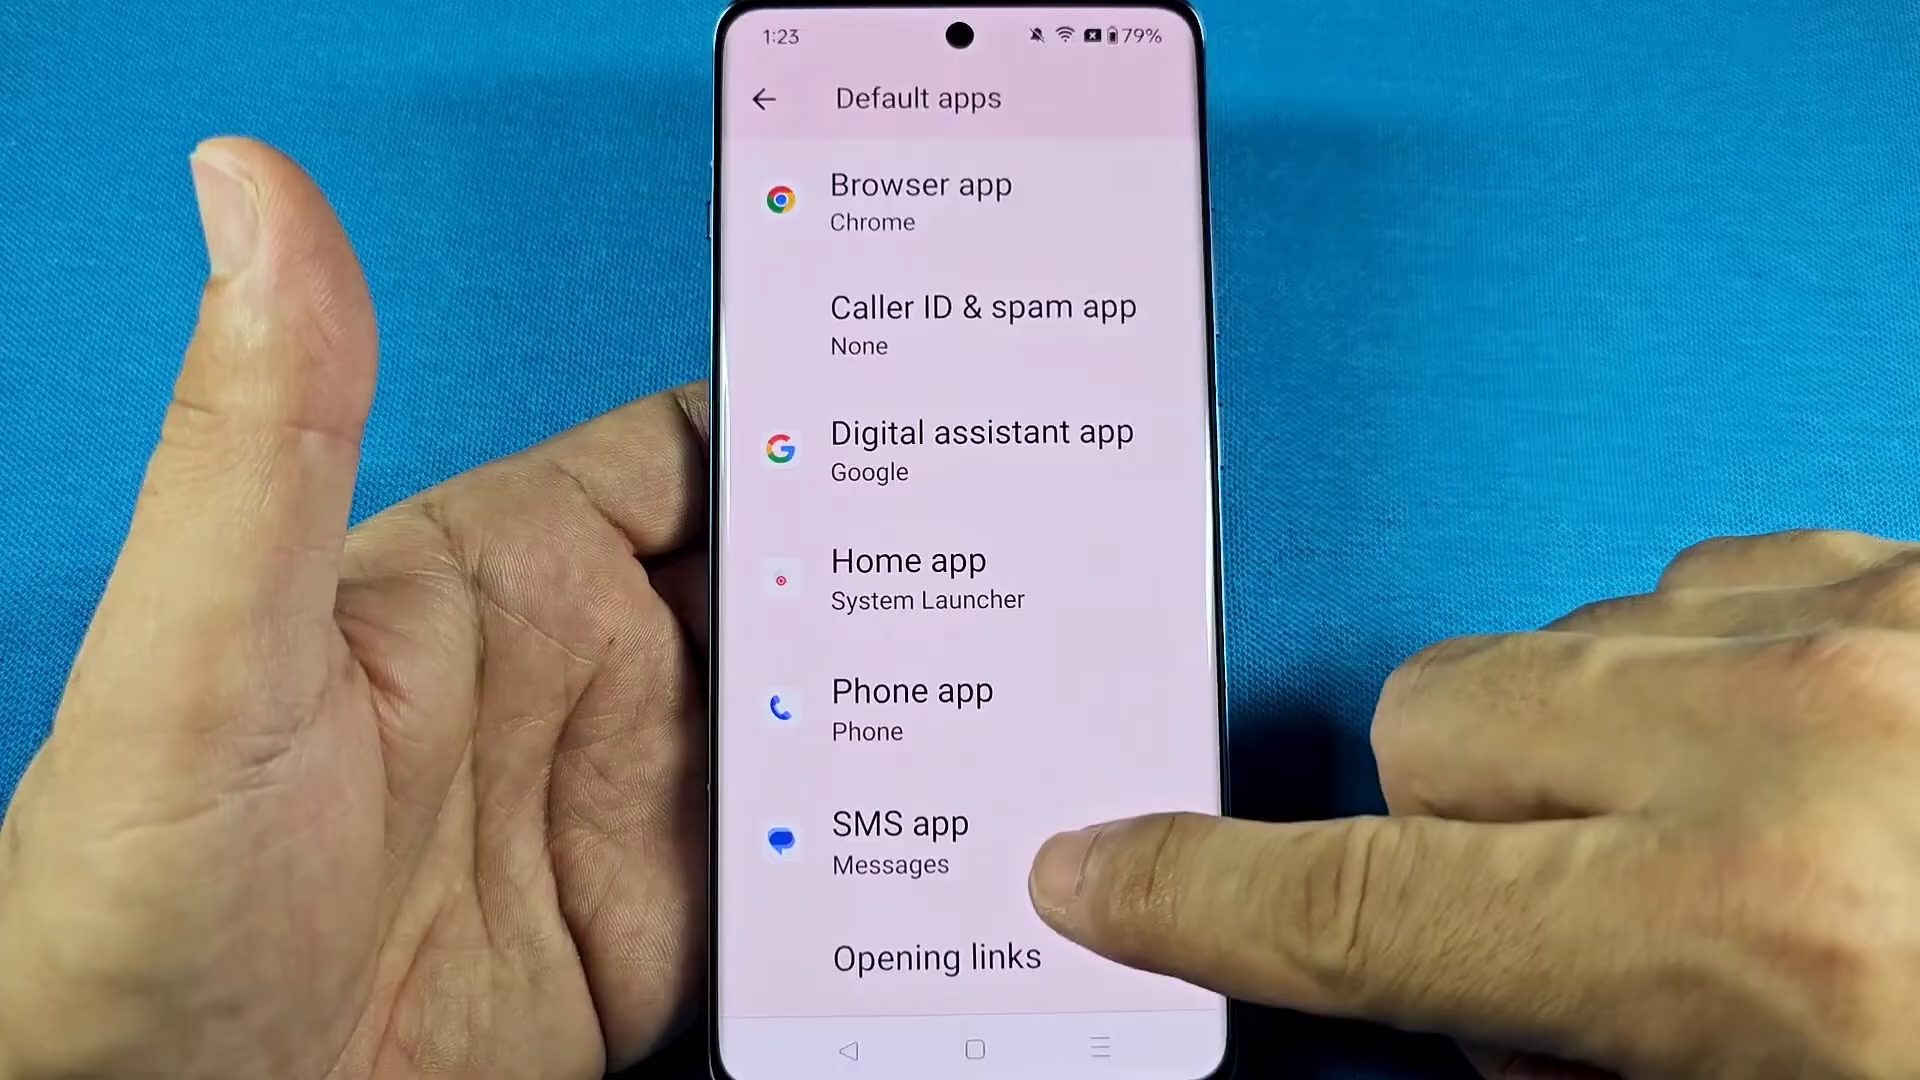 1:23
79%
Default apps
Browser app
Chrome
Caller ID & spam app
None
Digital assistant app
Google
Home app
System Launcher
Phone app
Phone
SMS app
Messages
Opening links